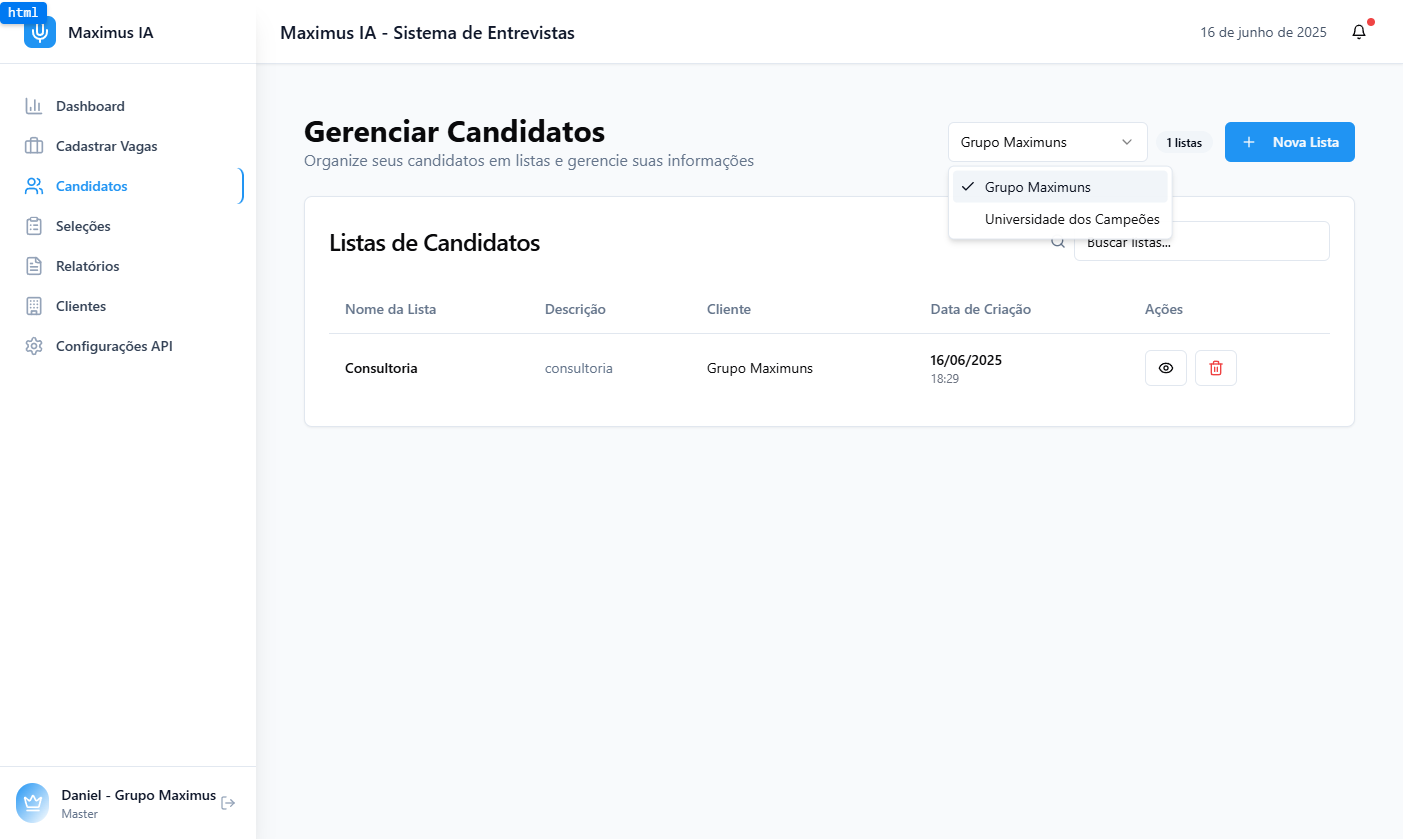 html
Maximus IA
Maximus IA - Sistema de Entrevistas
16 de junho de 2025
Dashboard
Cadastrar Vagas
Candidatos
Seleções
Relatórios
Clientes
Configurações API
Gerenciar Candidatos
Organize seus candidatos em listas e gerencie suas informações
Grupo Maximuns
1 listas
Nova Lista
Grupo Maximuns
Universidade dos Campeões
Listas de Candidatos
Buscar listas...
Nome da Lista Descrição Cliente Data de Criação Ações
Consultoria consultoria Grupo Maximuns 16/06/2025
18:29
Daniel - Grupo Maximus
Master